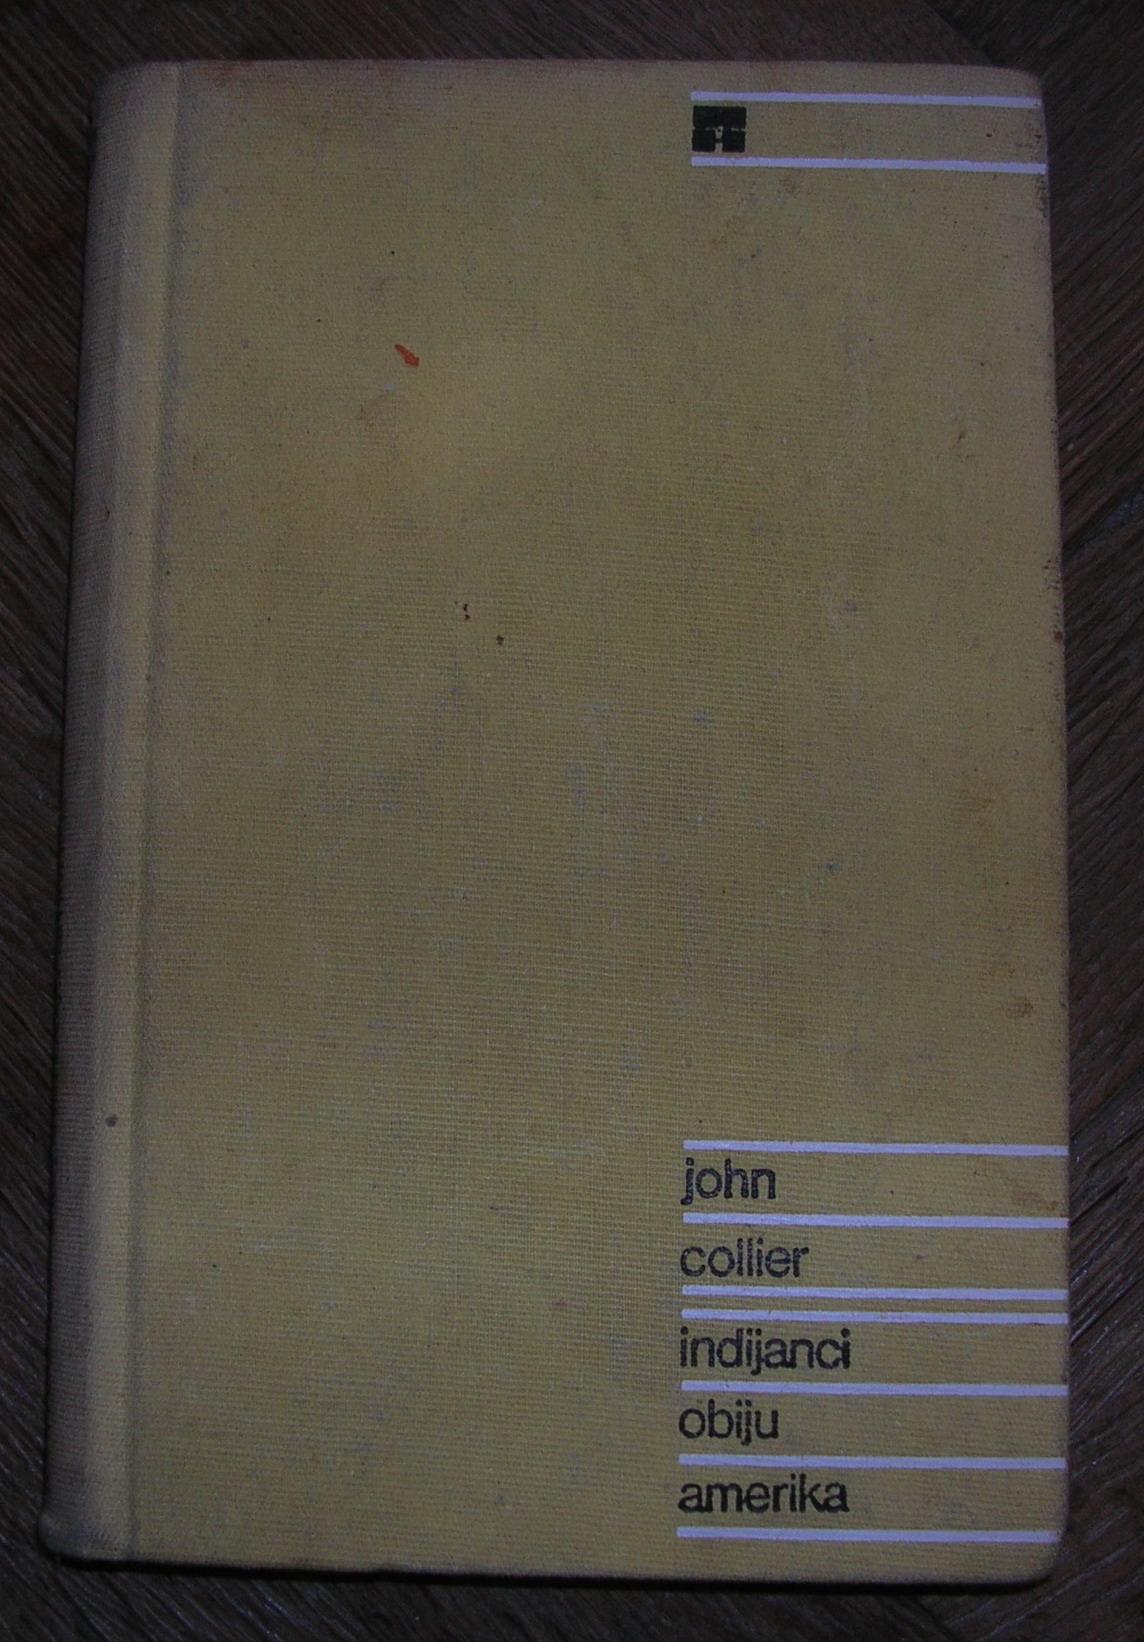 john
collier
indijanci
obiju
amerika